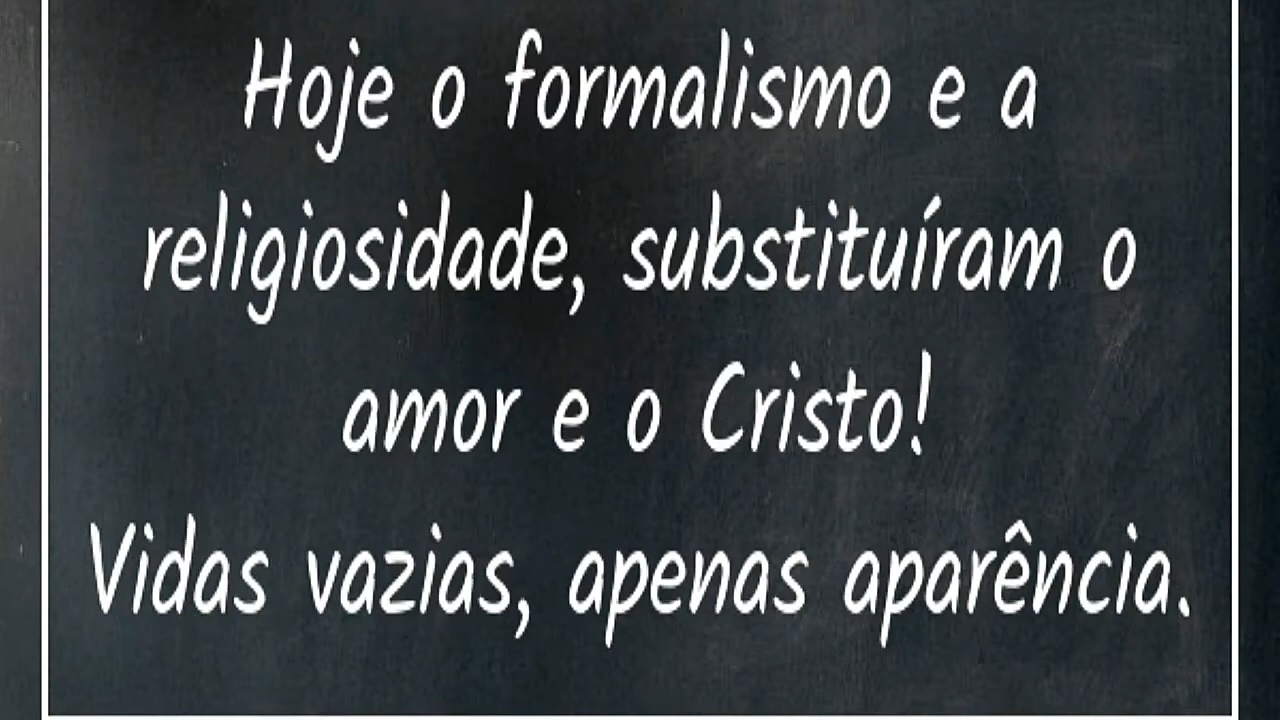 Hoje o formalismo e a
religiosidade, substituíram o
amor e o Cristo!
Vidas vazias, apenas aparência.